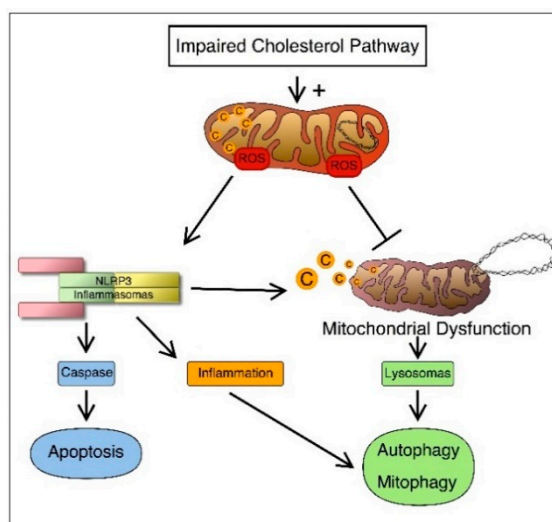 Impaired Cholesterol Pathway
+
C
C
C
C
C
ROS
ROS
NLRP3
Inflammasomas
C
C
C
C
C
C
C
Mitochondrial Dysfunction
Caspase
Inflammation
Lysosomas
Apoptosis
Autophagy
Mitophagy